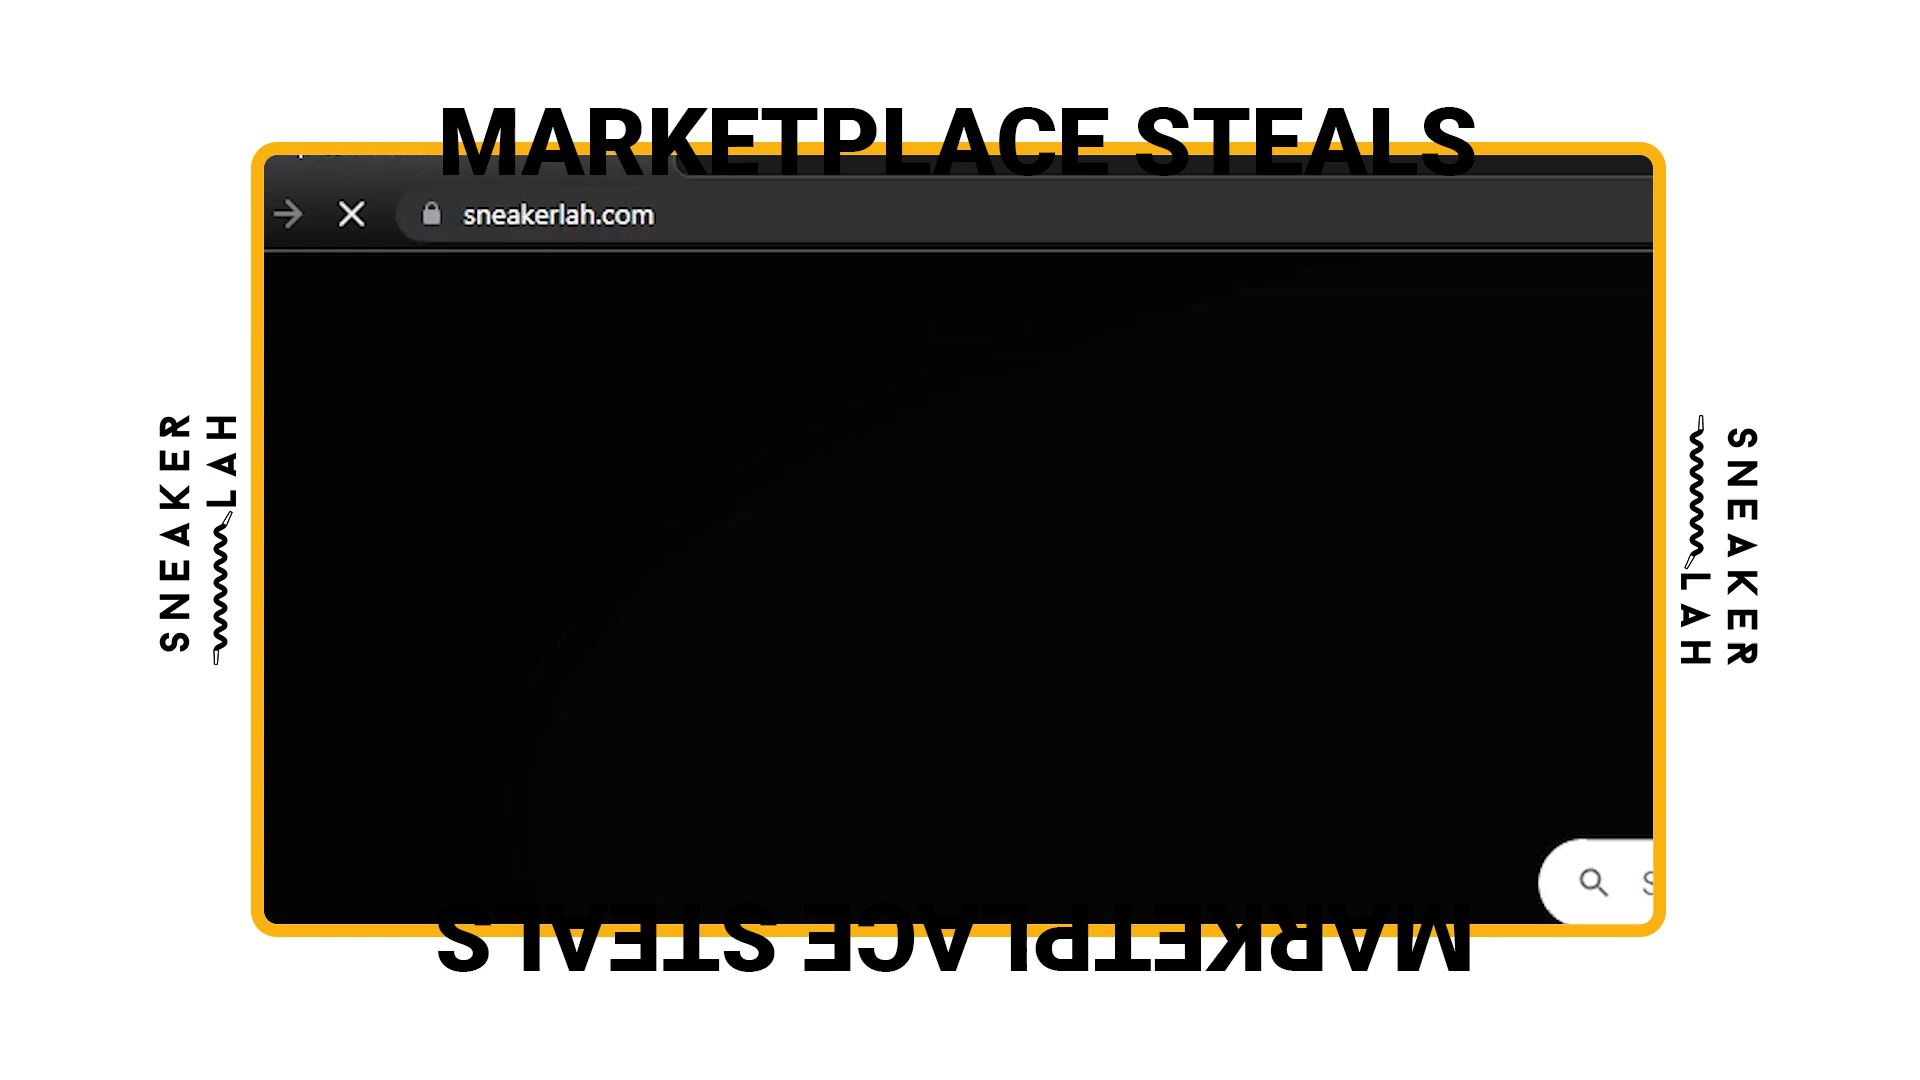 MARKETPLACE STEALS
sneakerlah.com
SNEAKER
LAH
SNEAKER
LAH
S
MARKETPLACE STEALS